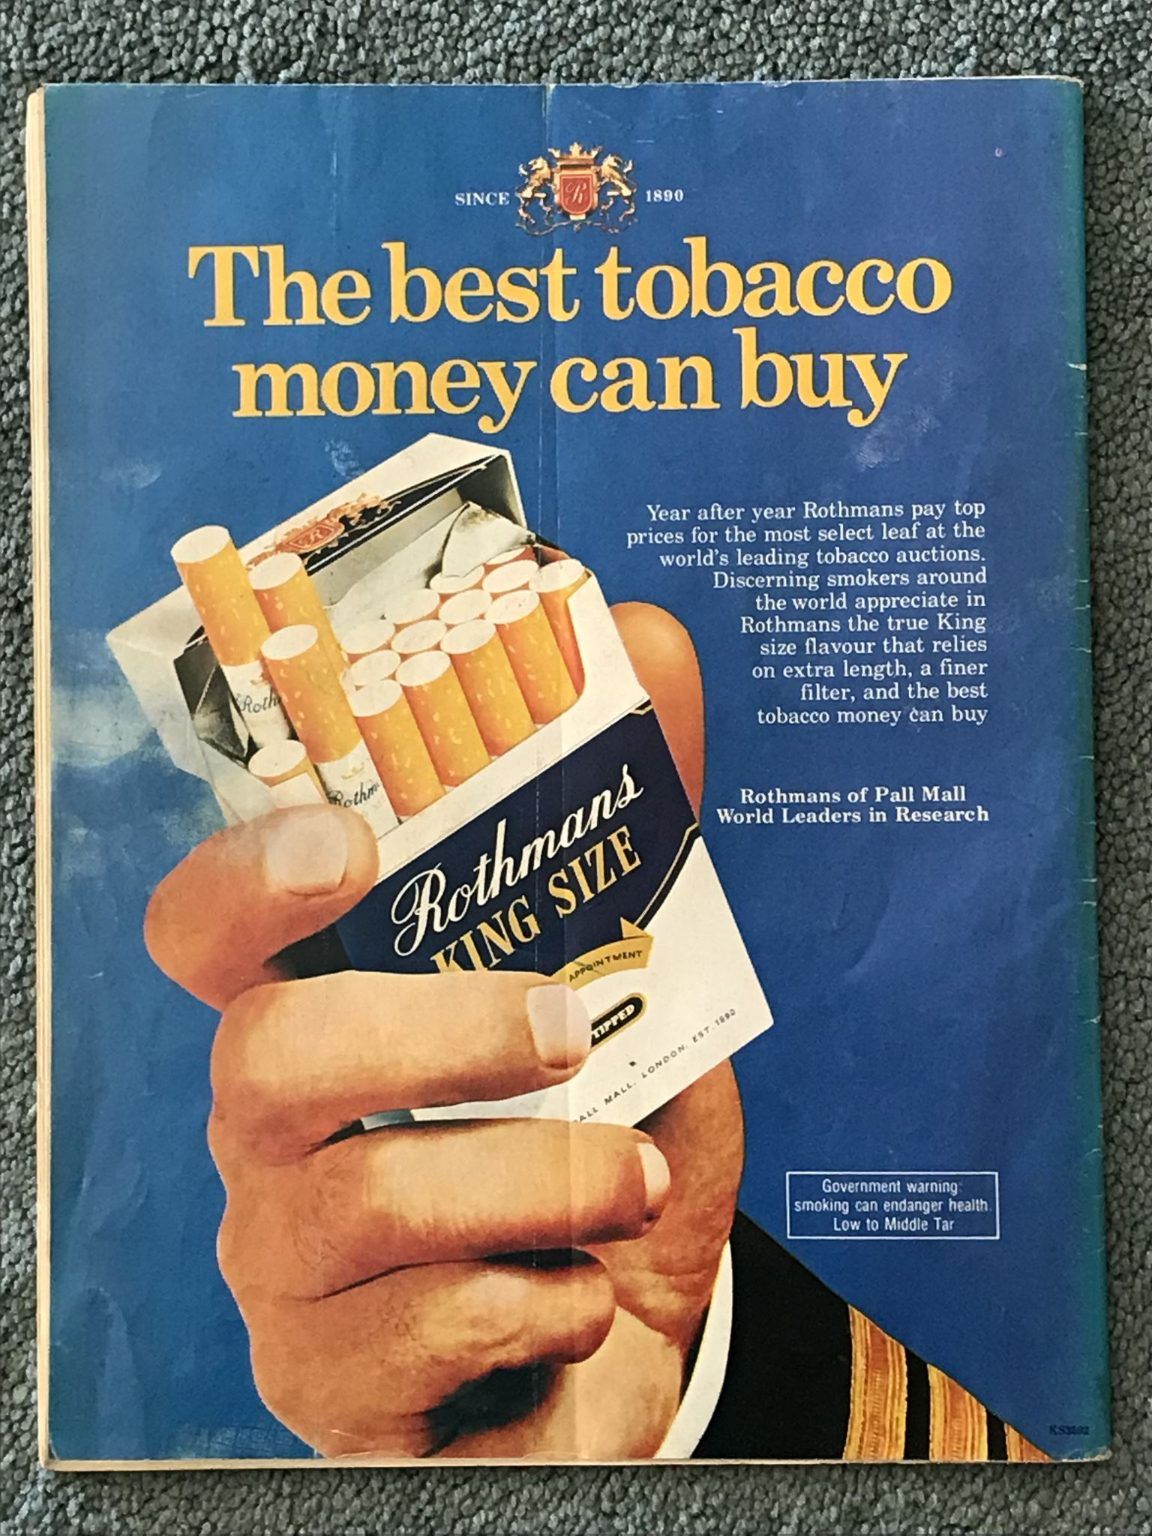 SINCE 1890
R
The best tobacco
money can buy
Year after year Rothmans pay top
prices for the most select leaf at the
world's leading tobacco auctions.
Discerning smokers around
the world appreciate in
Rothmans the true King
size flavour that relies
on extra length, a finer
filter, and the best
tobacco money can buy
Rothmans of Pall Mall
World Leaders in Research
R
Roth
Rothm
Rothmans
KING SIZE
APPOINTMENT
TIPPED
ALL MALL. LONDON. EST. 1890
Government warning:
smoking can endanger health
Low to Middle Tar